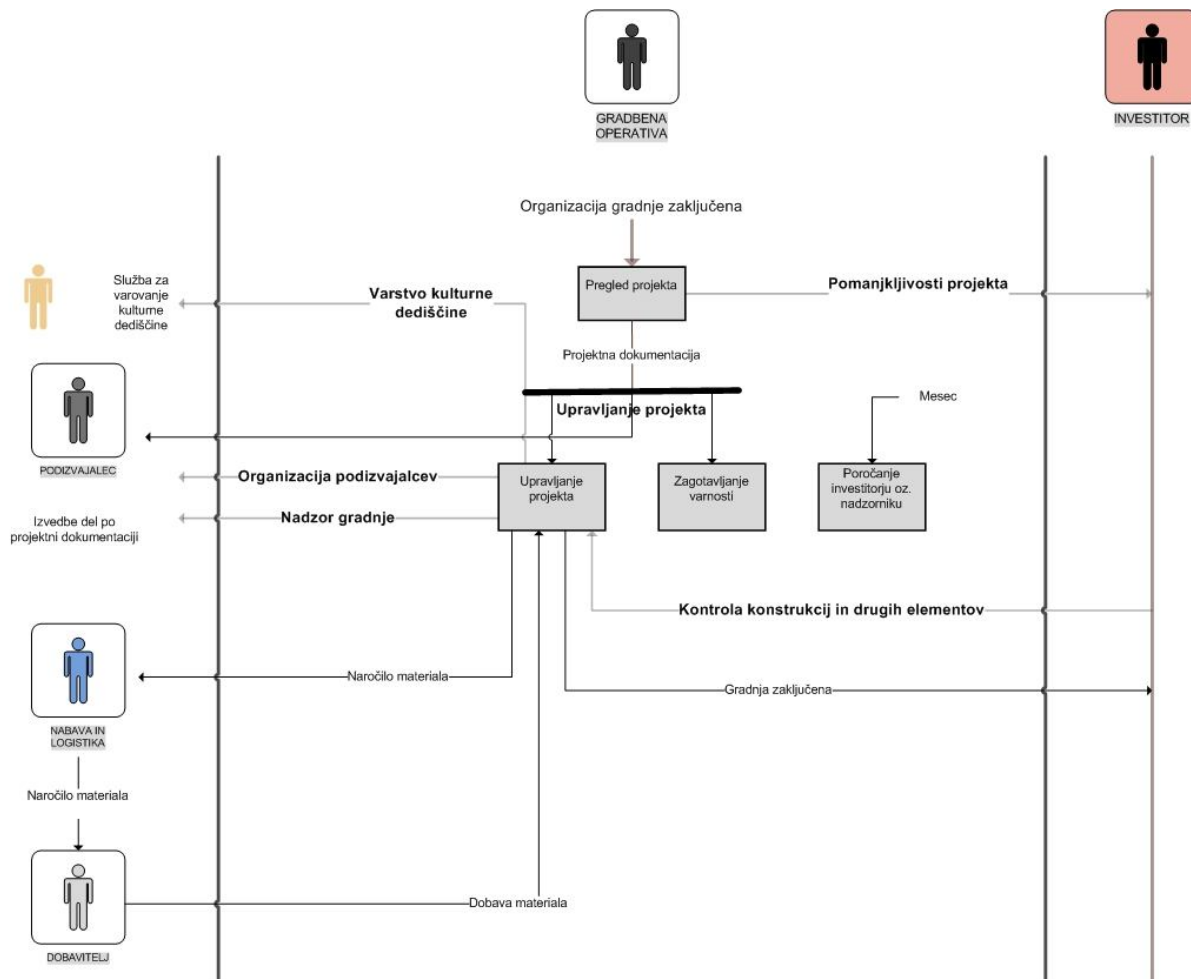 GRADBENA
OPERATIVA
INVESTITOR
Organizacija gradnje zaključena
Služba za
varovanje
kulturne
dediščine
Varstvo kulturne
dediščine
Pregled projekta
Pomanjkljivosti projekta
Projektna dokumentacija
Upravljanje projekta
Mesec
PODIZVAJALEC
Organizacija podizvajalcev
Upravljanje
projekta
Zagotavljanje
varnosti
Poročanje
investitorju oz.
nadzorniku
Izvedbe del po
projektni dokumentaciji
Nadzor gradnje
Kontrola konstrukcij in drugih elementov
Naročilo materiala
Gradnja zaključena
NABAVA IN
LOGISTIKA
Naročilo materiala
Dobava materiala
DOBAVITELJ